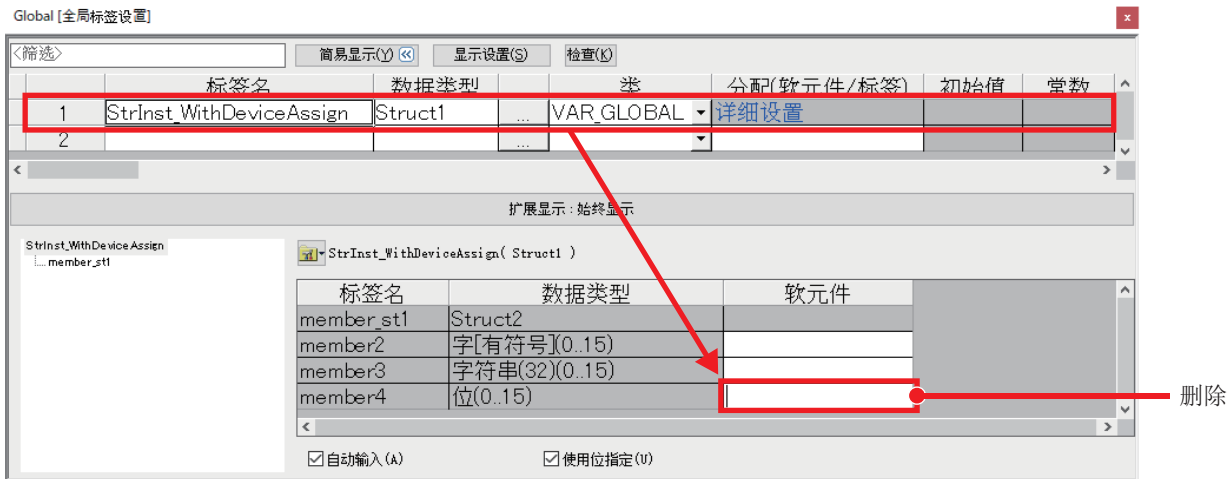 Global [全局标签设置]
<筛选> 简易显示(Y) 显示设置(S) 检查(K)
标签名 数据类型 类 分配(软元件/标签) 初始值 常数
1 StrInst_WithDeviceAssign Struct1 ... VAR_GLOBAL 详细设置
2 ...
扩展显示:始终显示
StrInst_WithDeviceAssign
member_st1
StrInst_WithDeviceAssign( Struct1 )
标签名 数据类型 软元件
member_st1 Struct2
member2 字[有符号](0..15)
member3 字符串(32)(0..15)
member4 位(0..15)
删除
自动输入(A) 使用位指定(U)